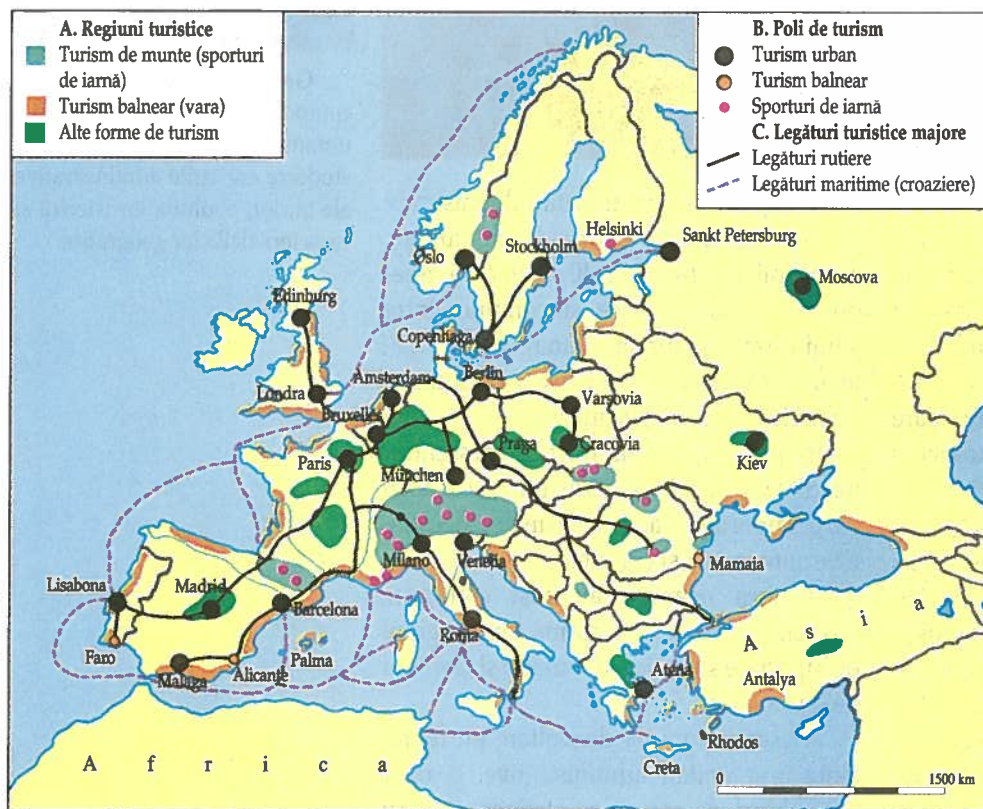 A. Regiuni turistice
Turism de munte (sporturi
de iarnă)
Turism balnear (vara)
Alte forme de turism
B. Poli de turism
Turism urban
Turism balnear
Sporturi de iarnă
C. Legături turistice majore
Legături rutiere
Legături maritime (croaziere)
Helsinki
Sankt Petersburg
Stockholm
Øslo
Moscova
Edinburg
Copenhaga
Amsterdam
Berlin
Londra
Bruxelles
Varsovia
Paris
Praga
Cracovia
Kiev
München
Milano
Veneția
Mamaia
Lisabona
Madrid
Barcelona
Roma
Asia
Faro
Palma
Malaga
Alicante
Atena
Antalya
Rhodos
Creta
Africa
0
1500 km